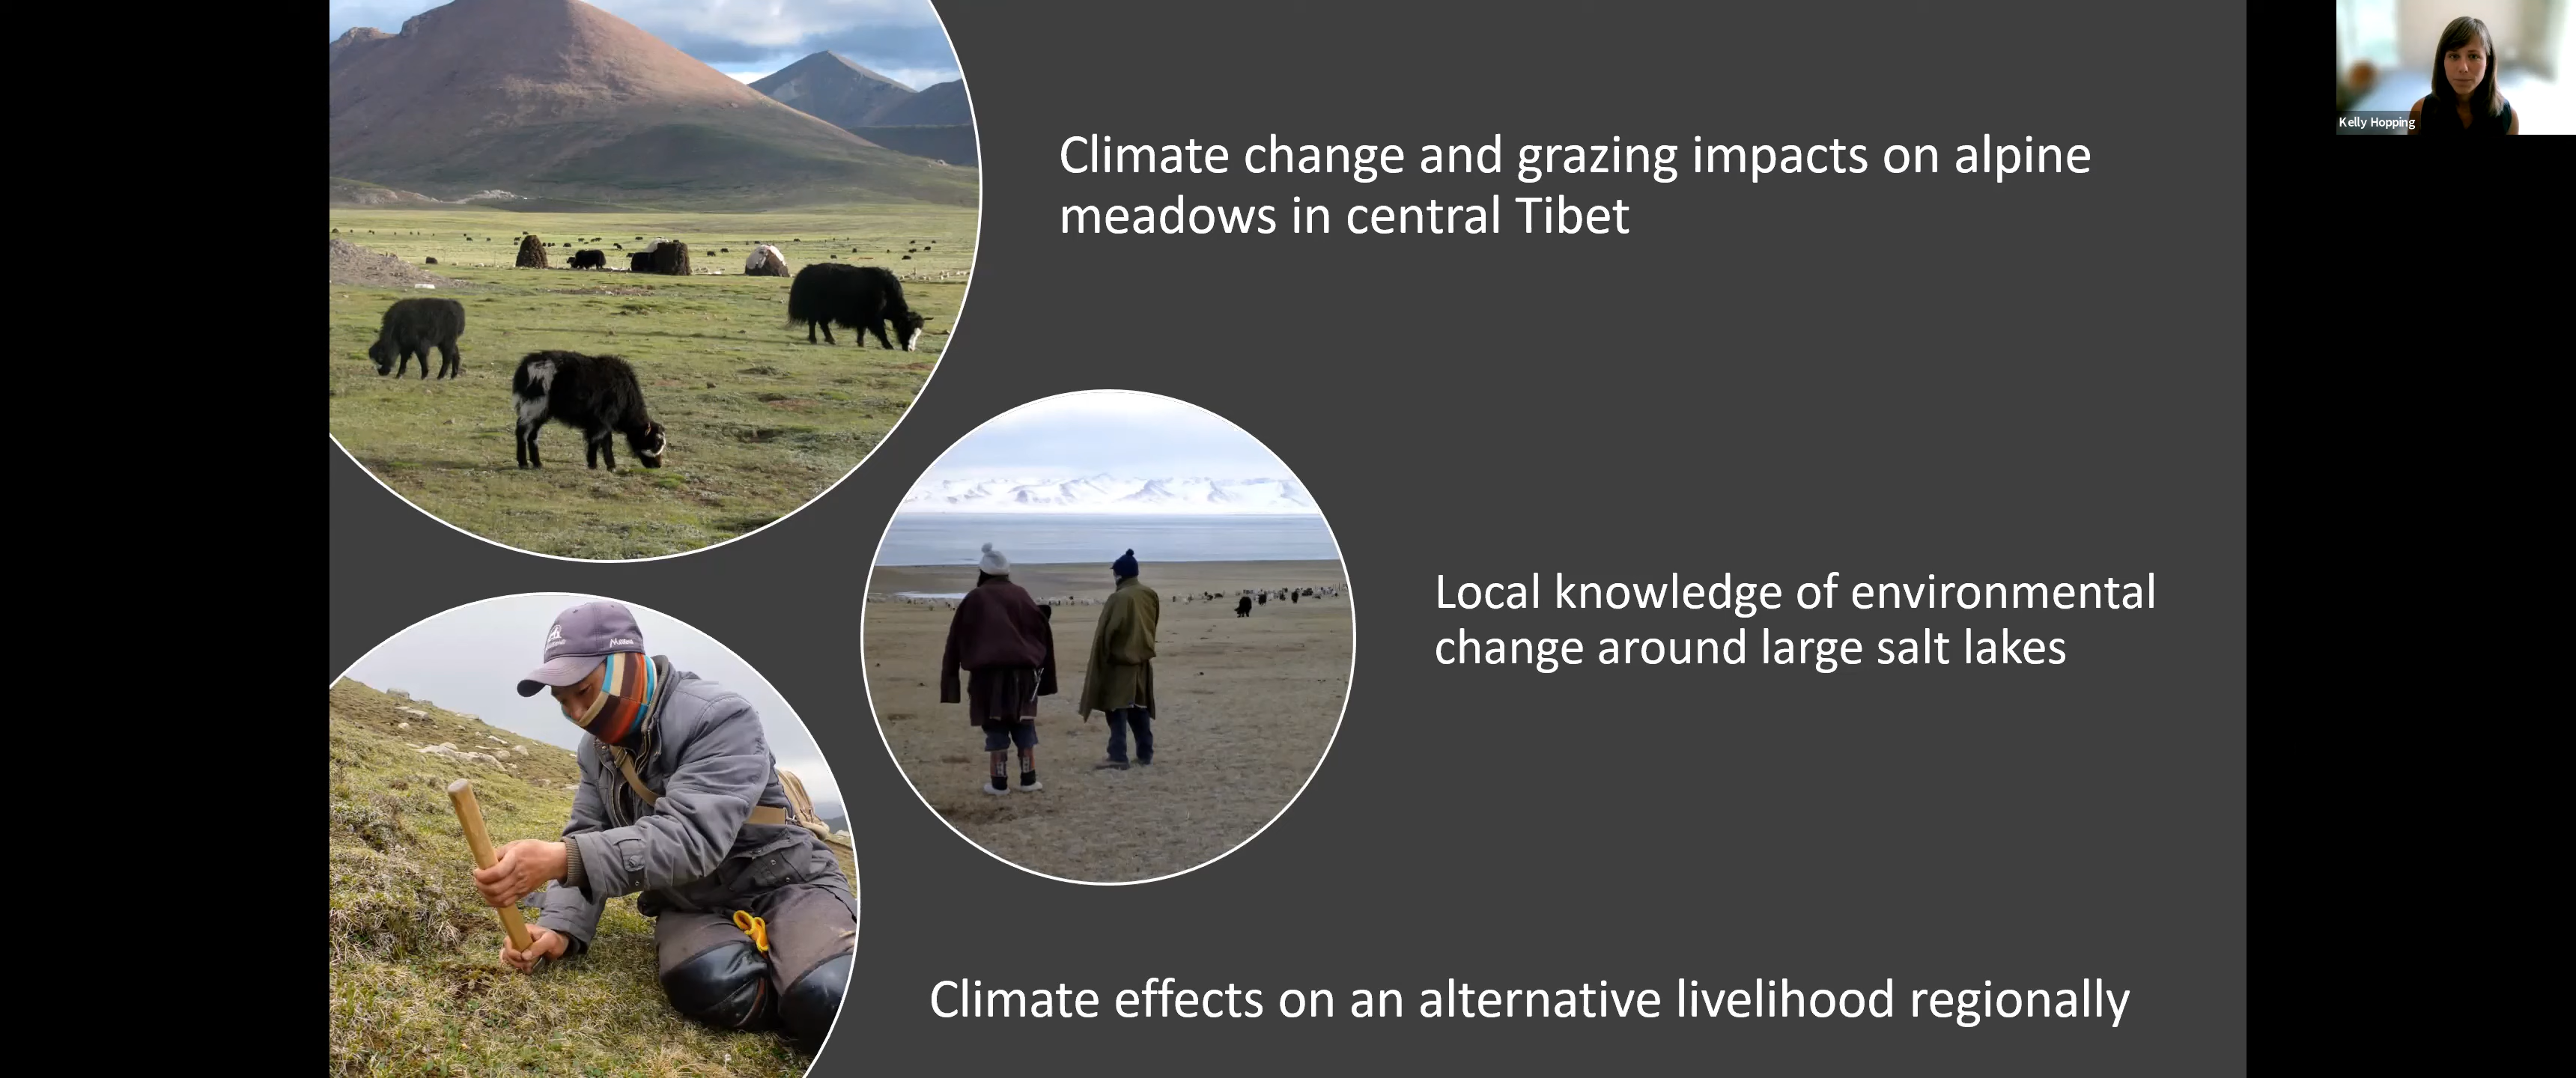 Kelly Hopping
Climate change and grazing impacts on alpine
meadows in central Tibet
Local knowledge of environmental
change around large salt lakes
Climate effects on an alternative livelihood regionally